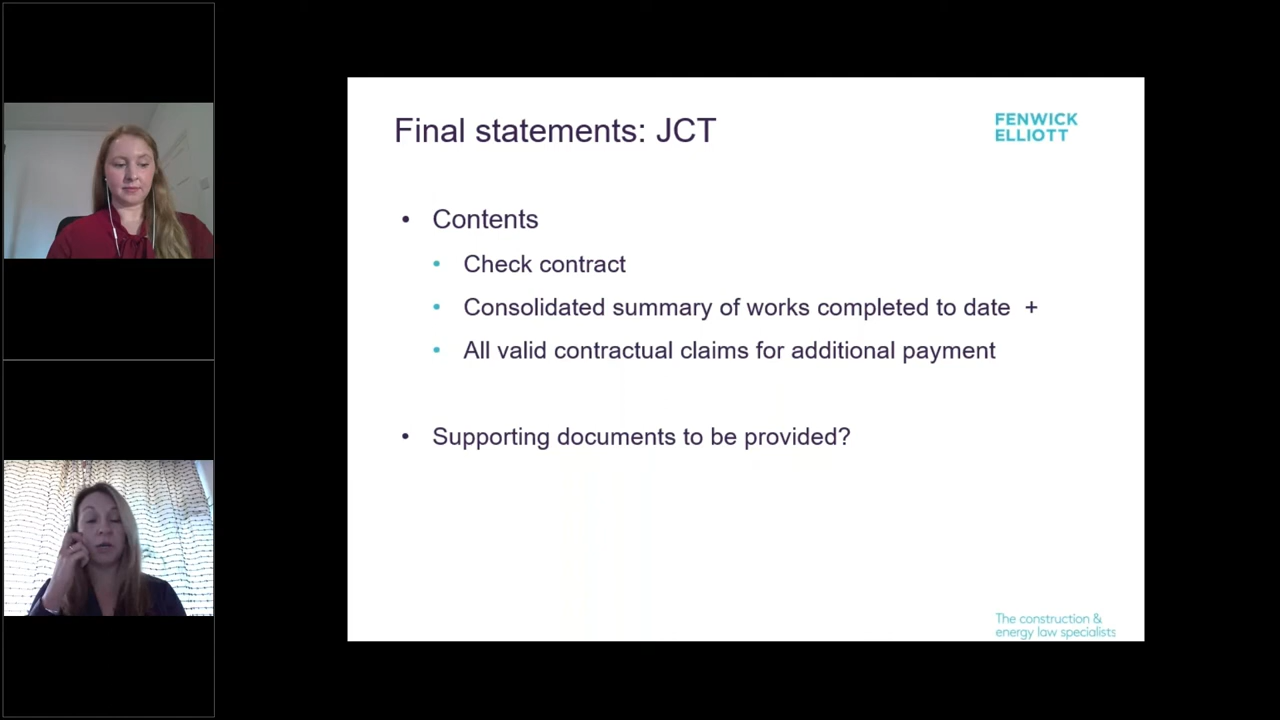 Final statements: JCT
FENWICK
ELLIOTT
• Contents
• Check contract
• Consolidated summary of works completed to date +
• All valid contractual claims for additional payment
• Supporting documents to be provided?
The construction &
energy law specialists